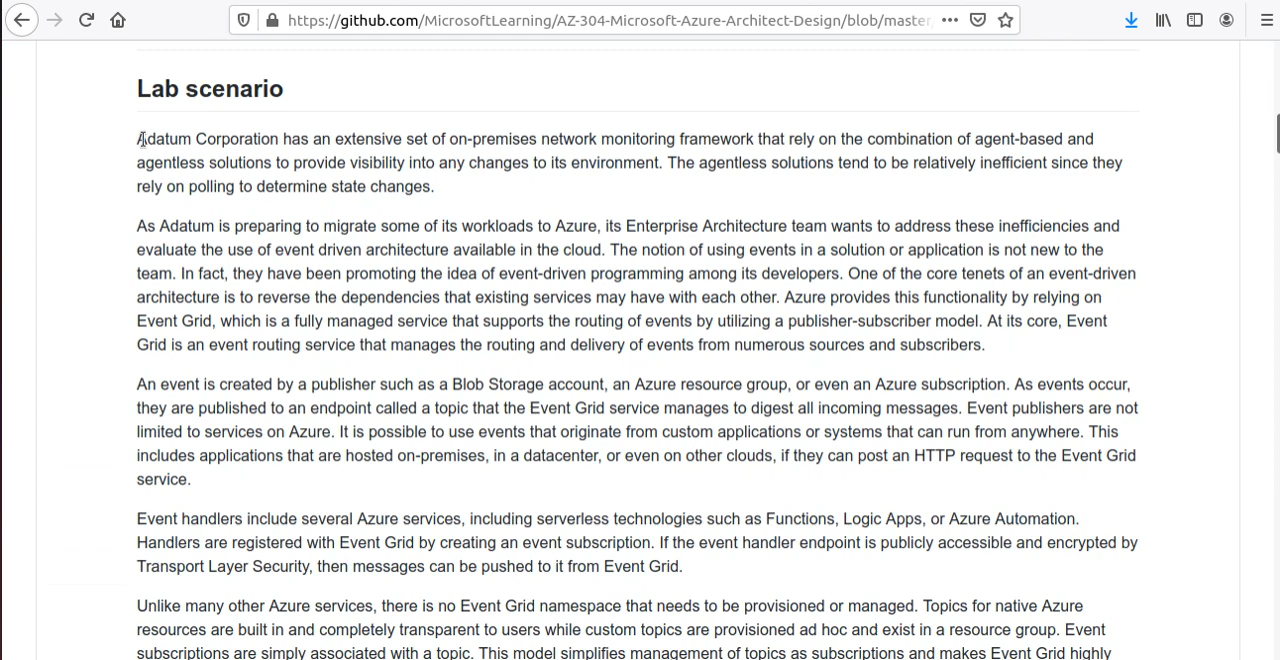 https://github.com/MicrosoftLearning/AZ-304-Microsoft-Azure-Architect-Design/blob/master,
Lab scenario
Adatum Corporation has an extensive set of on-premises network monitoring framework that rely on the combination of agent-based and
agentless solutions to provide visibility into any changes to its environment. The agentless solutions tend to be relatively inefficient since they
rely on polling to determine state changes.
As Adatum is preparing to migrate some of its workloads to Azure, its Enterprise Architecture team wants to address these inefficiencies and
evaluate the use of event driven architecture available in the cloud. The notion of using events in a solution or application is not new to the
team. In fact, they have been promoting the idea of event-driven programming among its developers. One of the core tenets of an event-driven
architecture is to reverse the dependencies that existing services may have with each other. Azure provides this functionality by relying on
Event Grid, which is a fully managed service that supports the routing of events by utilizing a publisher-subscriber model. At its core, Event
Grid is an event routing service that manages the routing and delivery of events from numerous sources and subscribers.
An event is created by a publisher such as a Blob Storage account, an Azure resource group, or even an Azure subscription. As events occur,
they are published to an endpoint called a topic that the Event Grid service manages to digest all incoming messages. Event publishers are not
limited to services on Azure. It is possible to use events that originate from custom applications or systems that can run from anywhere. This
includes applications that are hosted on-premises, in a datacenter, or even on other clouds, if they can post an HTTP request to the Event Grid
service.
Event handlers include several Azure services, including serverless technologies such as Functions, Logic Apps, or Azure Automation.
Handlers are registered with Event Grid by creating an event subscription. If the event handler endpoint is publicly accessible and encrypted by
Transport Layer Security, then messages can be pushed to it from Event Grid.
Unlike many other Azure services, there is no Event Grid namespace that needs to be provisioned or managed. Topics for native Azure
resources are built in and completely transparent to users while custom topics are provisioned ad hoc and exist in a resource group. Event
subscriptions are simply associated with a topic. This model simplifies management of topics as subscriptions and makes Event Grid highly